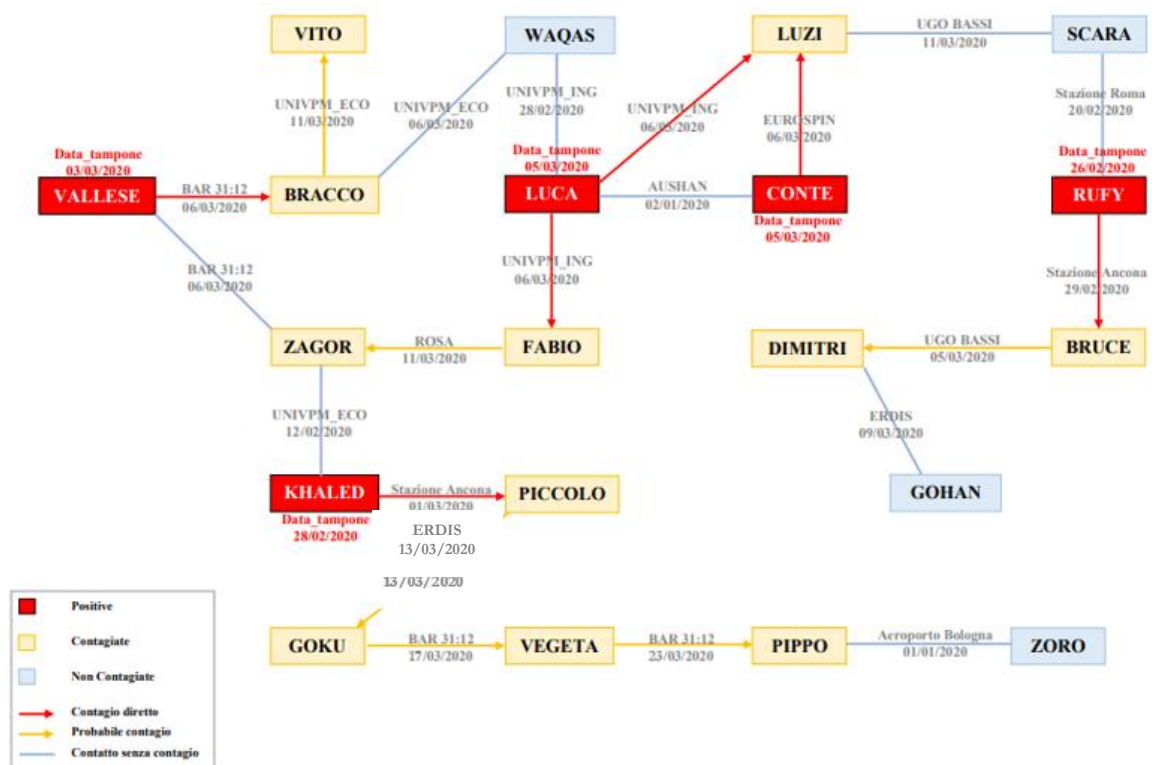 VITO
WAQAS
LUZI
UGO BASSI
11/03/2020
SCARA
UNIVPM_ECO
11/03/2020
UNIVPM_ECO
06/03/2020
UNIVPM_ING
28/02/2020
UNIVPM_ING
06/03/2020
EUROSPIN
06/03/2020
Stazione Roma
20/02/2020
Data_tampone
03/03/2020
VALLESE
BAR 31:12
06/03/2020
BRACCO
Data_tampone
05/03/2020
LUCA
AUSHAN
02/01/2020
CONTE
Data_tampone
05/03/2020
Data_tampone
26/02/2020
RUFY
BAR 31:12
06/03/2020
UNIVPM_ING
06/03/2020
Stazione Ancona
29/02/2020
ZAGOR
ROSA
11/03/2020
FABIO
DIMITRI
UGO BASSI
05/03/2020
BRUCE
UNIVPM_ECO
12/02/2020
ERDIS
09/03/2020
KHALED
Data_tampone
28/02/2020
Stazione Ancona
01/03/2020
PICCOLO
GOHAN
ERDIS
13/03/2020
13/03/2020
GOKU
BAR 31:12
17/03/2020
VEGETA
BAR 31:12
23/03/2020
PIPPO
Aeroporto Bologna
01/01/2020
ZORO
Positive
Contagiate
Non Contagiate
Contagio diretto
Probabile contagio
Contatto senza contagio